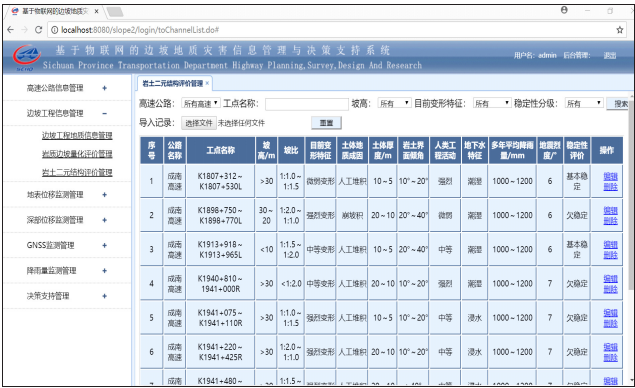 基于物联网的边坡地质灾
localhost:8080/slope2/login/toChannelList.do#
基于物联网的边坡地质灾害信息管理与决策支持系统
Sichuan Province Transportation Department Highway Planning,Survey,Design And Research
用户名: admin 后台管理: 退出
高速公路信息管理 +
边坡工程信息管理 −
边坡工程地质信息管理
岩质边坡量化评价管理
岩土二元结构评价管理
地表位移监测管理 +
深部位移监测管理 +
GNSS监测管理 +
降雨量监测管理 +
决策支持管理 +
岩土二元结构评价管理 ×
高速公路: 所有高速 工点名称: 坡高: 所有 目前变形特征: 所有 稳定性分级: 所有 搜索
导入记录: 选择文件 未选择任何文件 重置
序号 公路名称 工点名称 坡高/m 坡比 目前变形特征 土体地质成因 土体厚度/m 岩土界面倾角 人类工程活动 地下水特征 多年平均降雨量/mm 地震烈度/° 稳定性评价 操作
1 成南高速 K1807+312~K1807+530L >30 1:1.0~1:1.5 微弱变形 人工堆积 10~5 10°~20° 强烈 潮湿 1000~1200 6 基本稳定 编辑 删除
2 成南高速 K1898+750~K1898+770L 30~20 1:2.0~1:1.0 强烈变形 崩坡积 20~10 20°~40° 微弱 潮湿 1000~1200 6 欠稳定 编辑 删除
3 成南高速 K1913+918~K1913+965L <10 1:1.5~1:2.0 中等变形 人工堆积 10~5 20°~40° 中等 潮湿 1000~1200 6 基本稳定 编辑 删除
4 成南高速 K1940+810~1941+000R >30 <1:2.0 中等变形 人工堆积 20~10 10°~20° 强烈 潮湿 1000~1200 7 欠稳定 编辑 删除
5 成南高速 K1941+075~K1941+110R >30 1:1.0~1:1.5 强烈变形 人工堆积 10~5 10°~20° 中等 浸水 1000~1200 7 欠稳定 编辑 删除
6 成南高速 K1941+220~K1941+425R >30 1:2.0~1:1.0 强烈变形 人工堆积 20~10 10°~20° 中等 浸水 1000~1200 7 欠稳定 编辑 删除
成南 K1941+480~ 1:1.5~ 编辑